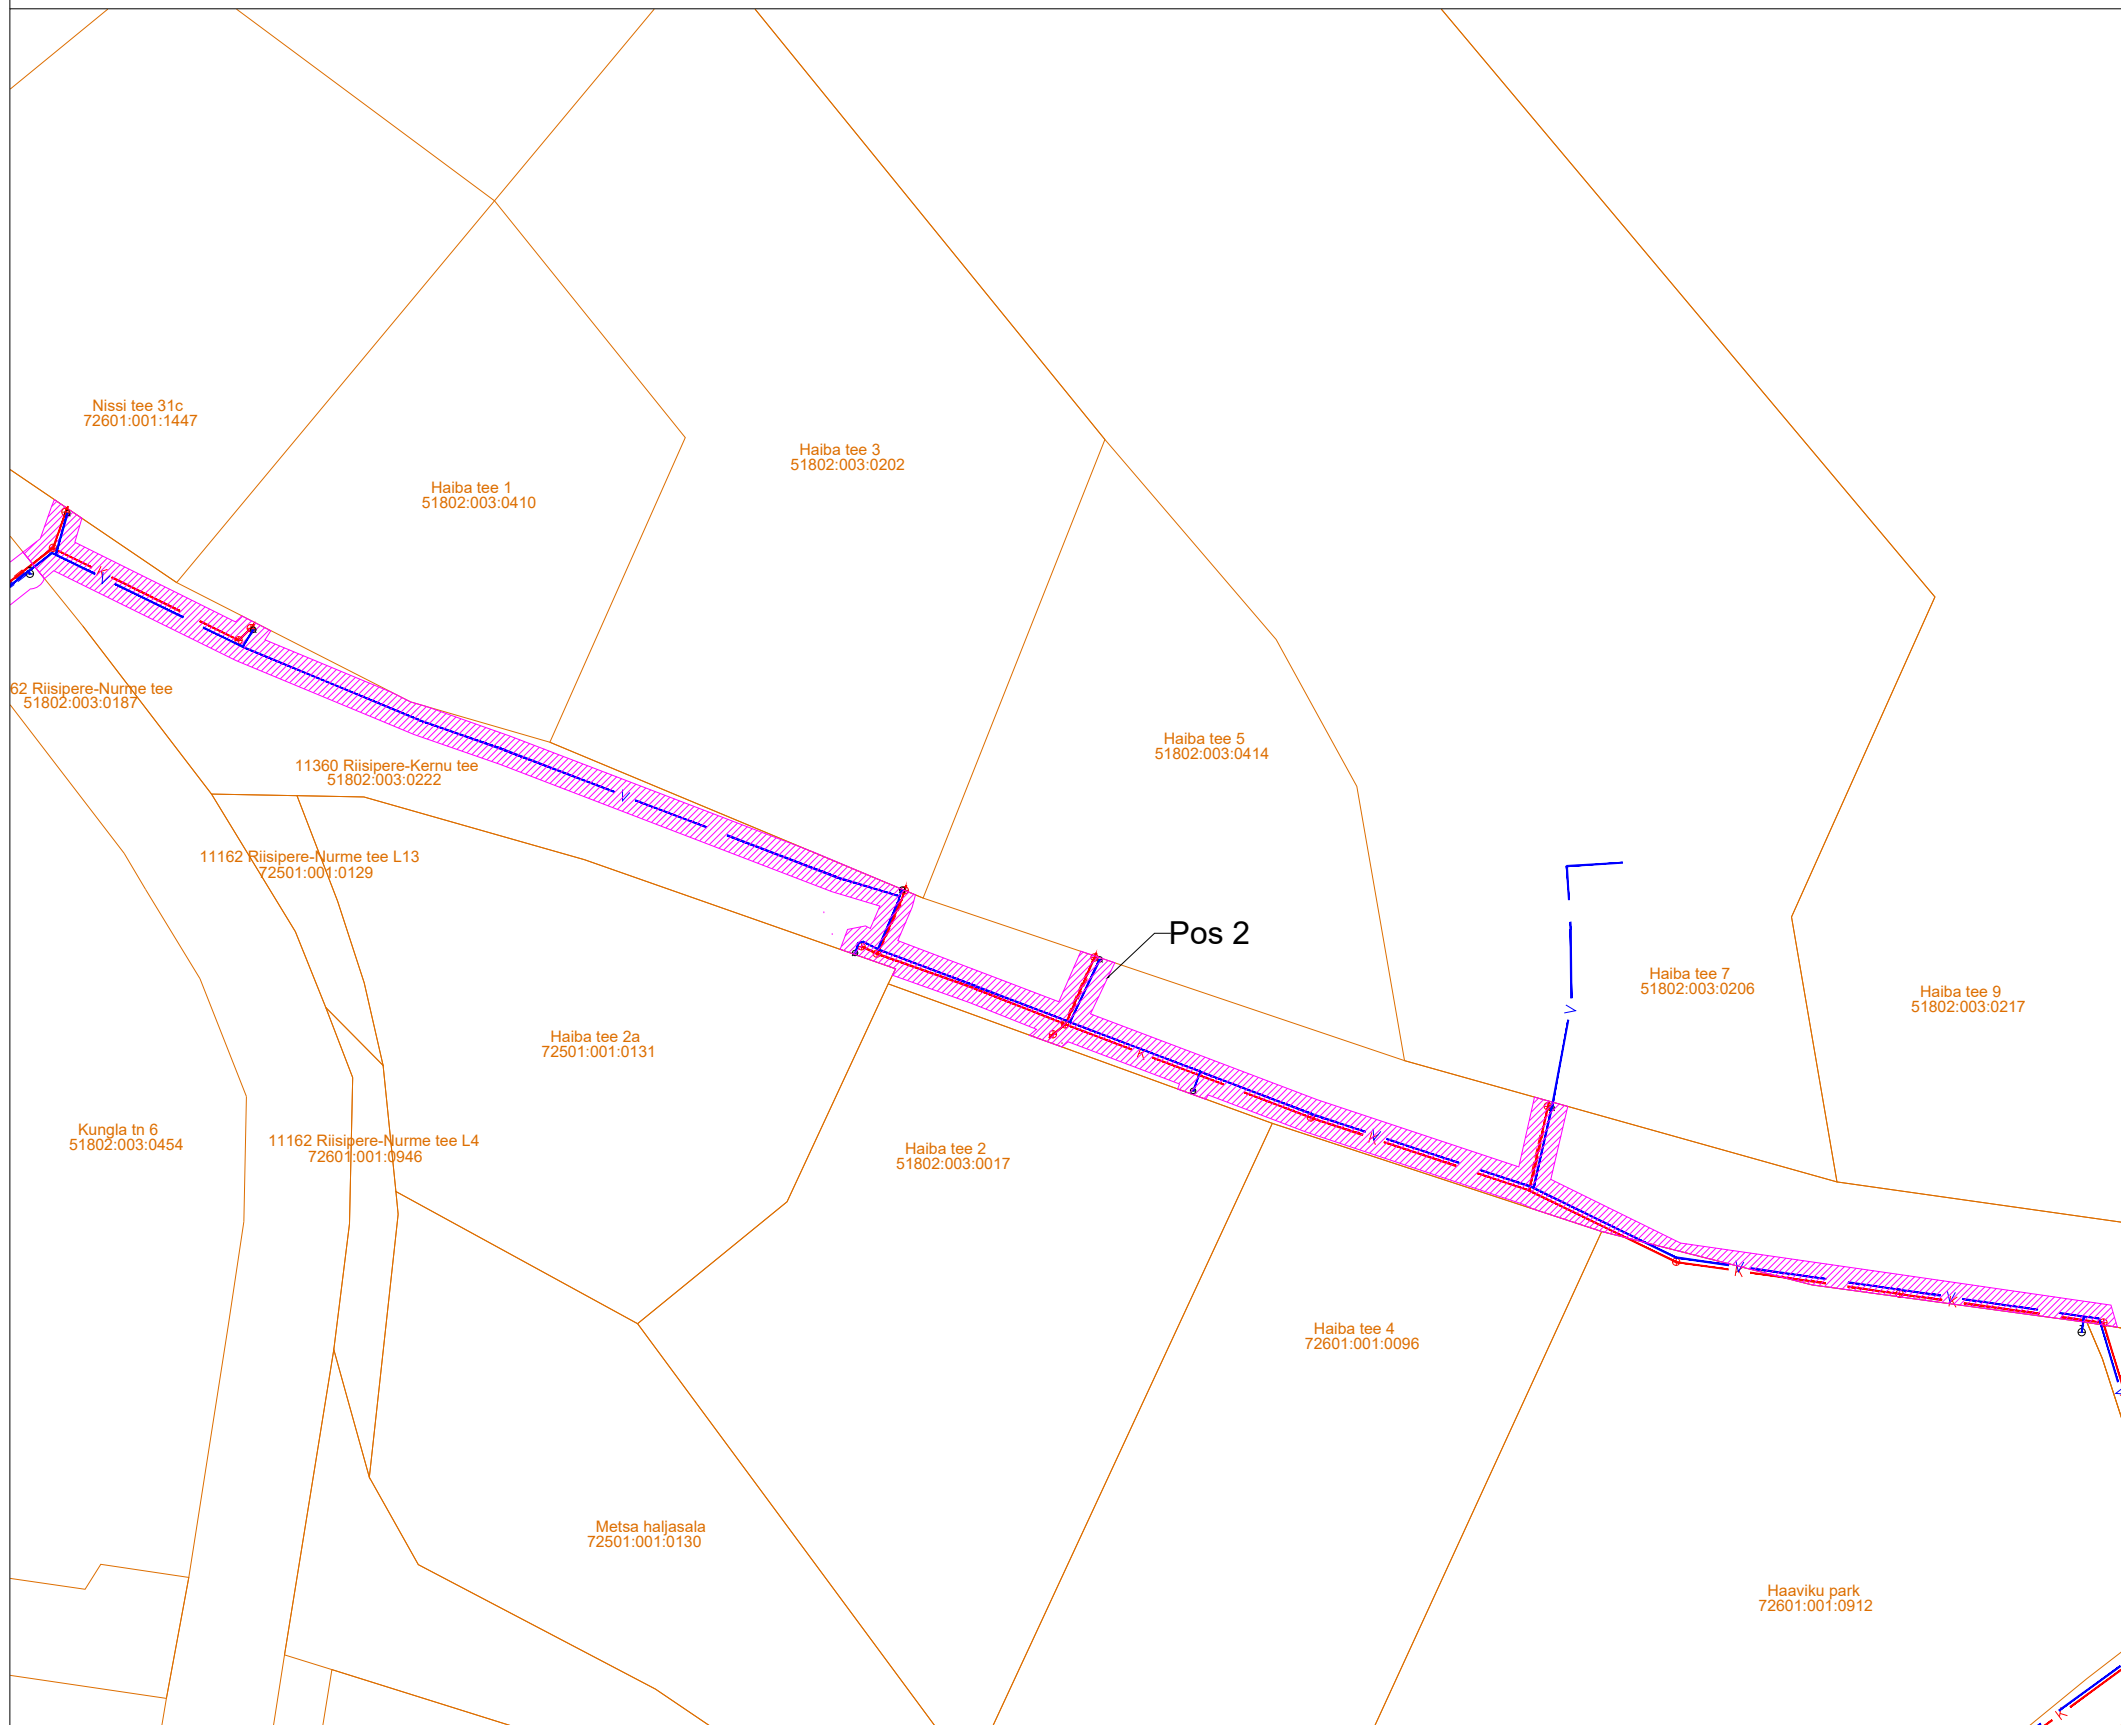 Nissi tee 31c
72601:001:1447
Haiba tee 1
51802:003:0410
Haiba tee 3
51802:003:0202
62 Riisipere-Nurme tee
51802:003:0187
11360 Riisipere-Kernu tee
51802:003:0222
Haiba tee 5
51802:003:0414
11162 Riisipere-Nurme tee L13
72501:001:0129
Pos 2
Haiba tee 7
51802:003:0206
Haiba tee 9
51802:003:0217
Haiba tee 2a
72501:001:0131
Kungla tn 6
51802:003:0454
11162 Riisipere-Nurme tee L4
72601:001:0946
Haiba tee 2
51802:003:0017
Haiba tee 4
72601:001:0096
Metsa haljasala
72501:001:0130
Haaviku park
72601:001:0912
V
V
K
V
K
K
K